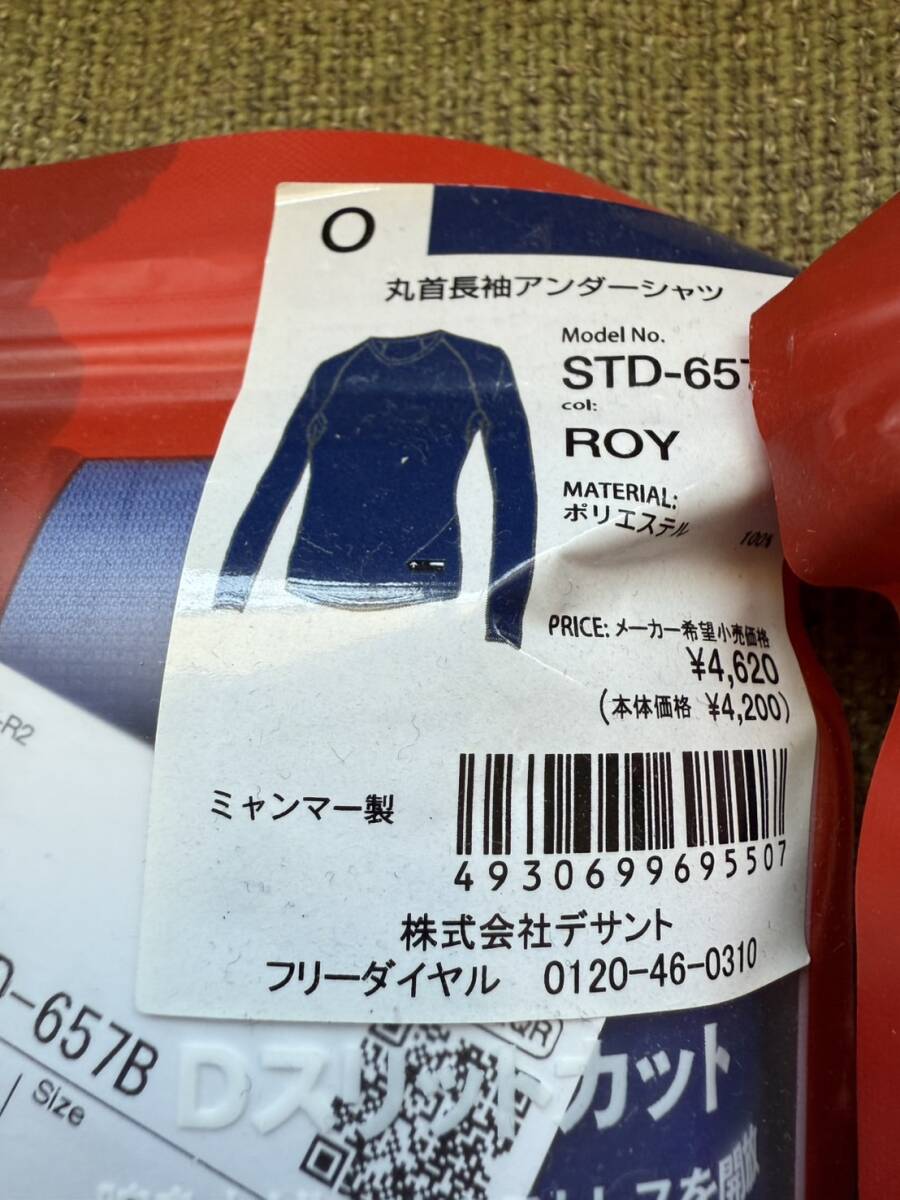 O
丸首長袖アンダーシャツ
Model No.
STD-657
col:
ROY
MATERIAL:
ポリエステル 100%
PRICE: メーカー希望小売価格
¥4,620
(本体価格 ¥4,200)
ミャンマー製
4930699695507
株式会社デサント
フリーダイヤル 0120-46-0310
-R2
D-657B
Size
QR
Dスリットカット
を開放